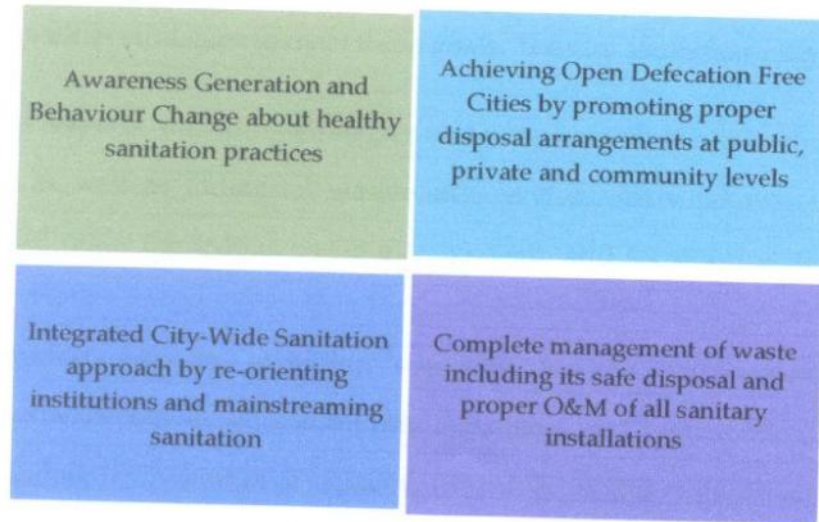 Awareness Generation and
Behaviour Change about healthy
sanitation practices
Achieving Open Defecation Free
Cities by promoting proper
disposal arrangements at public,
private and community levels
Integrated City-Wide Sanitation
approach by re-orienting
institutions and mainstreaming
sanitation
Complete management of waste
including its safe disposal and
proper O&M of all sanitary
installations